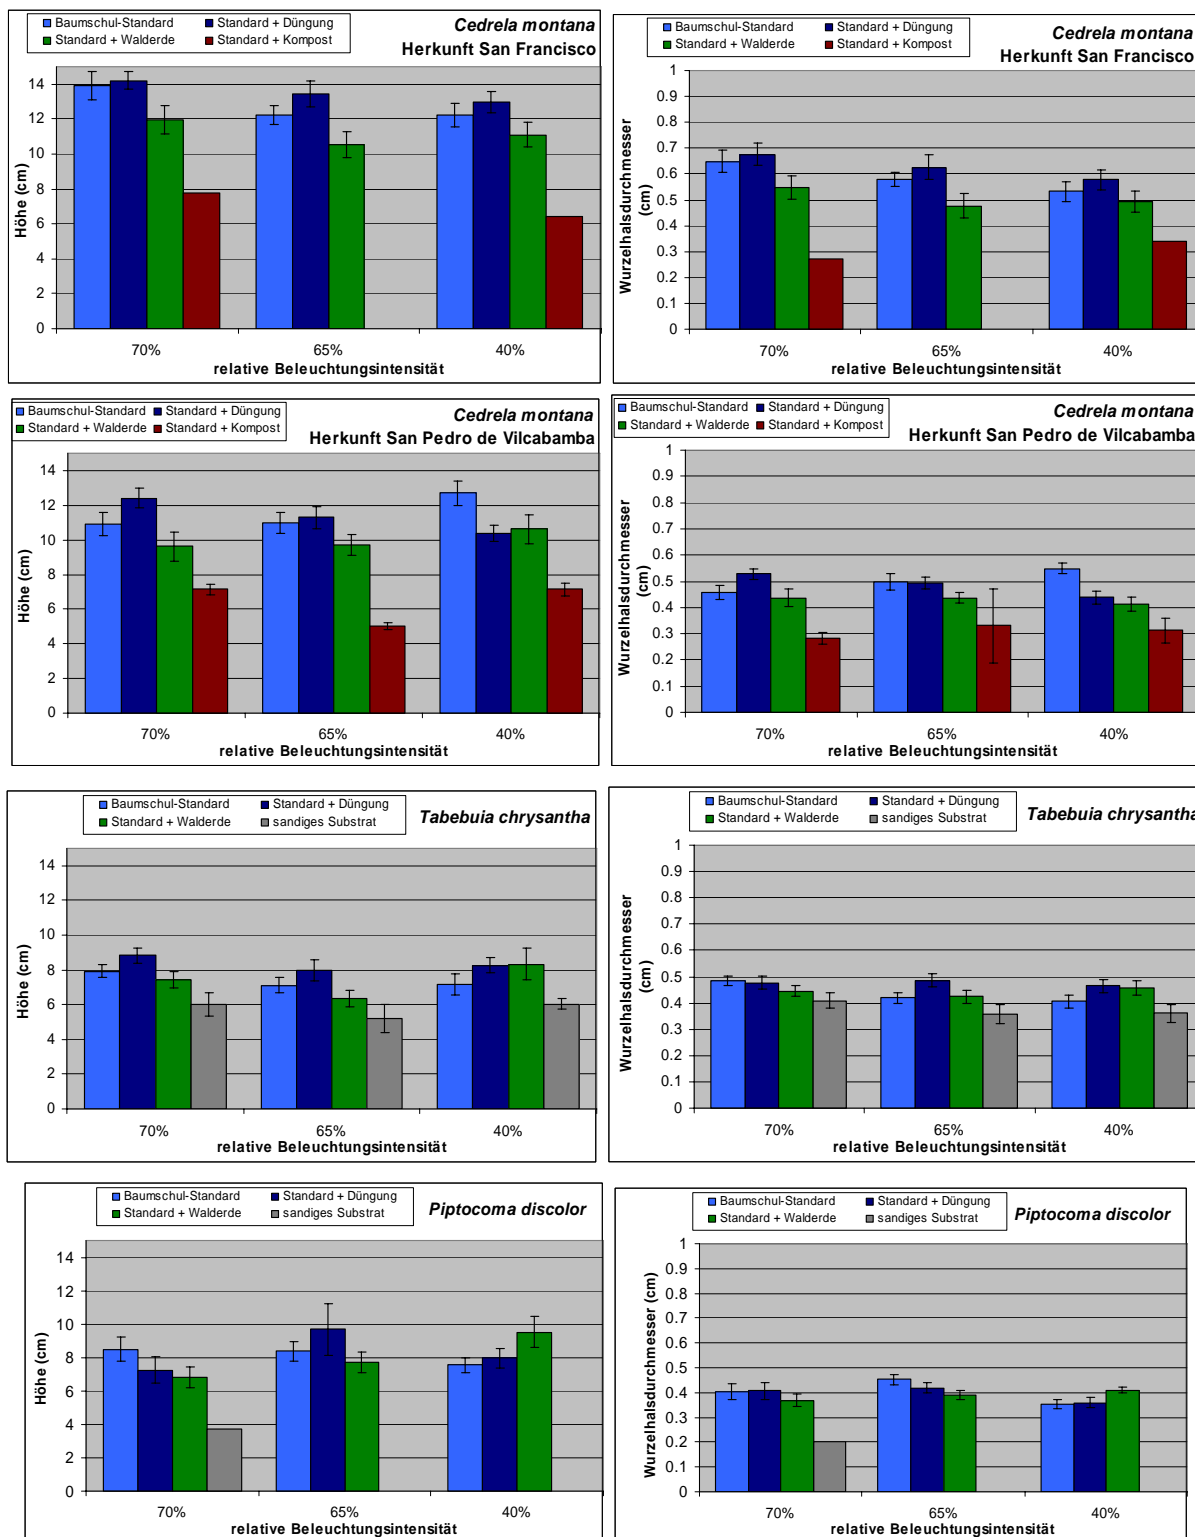 Baumschul-Standard Standard + Düngung
Standard + Walderde Standard + Kompost
Cedrela montana
Herkunft San Francisco
Höhe (cm)
14
12
10
8
6
4
2
0
70% 65% 40%
relative Beleuchtungsintensität
Baumschul-Standard Standard + Düngung
Standard + Walderde Standard + Kompost
Cedrela montana
Herkunft San Francisco
Wurzelhalsdurchmesser
(cm)
1
0.9
0.8
0.7
0.6
0.5
0.4
0.3
0.2
0.1
0
70% 65% 40%
relative Beleuchtungsintensität
Baumschul-Standard Standard + Düngung
Standard + Walderde Standard + Kompost
Cedrela montana
Herkunft San Pedro de Vilcabamba
Höhe (cm)
14
12
10
8
6
4
2
0
70% 65% 40%
relative Beleuchtungsintensität
Baumschul-Standard Standard + Düngung
Standard + Walderde Standard + Kompost
Cedrela montana
Herkunft San Pedro de Vilcabamba
Wurzelhalsdurchmesser
(cm)
1
0.9
0.8
0.7
0.6
0.5
0.4
0.3
0.2
0.1
0
70% 65% 40%
relative Beleuchtungsintensität
Baumschul-Standard Standard + Düngung
Standard + Walderde sandiges Substrat
Tabebuia chrysantha
Höhe (cm)
14
12
10
8
6
4
2
0
70% 65% 40%
relative Beleuchtungsintensität
Baumschul-Standard Standard + Düngung
Standard + Walderde sandiges Substrat
Tabebuia chrysantha
Wurzelhalsdurchmesser
(cm)
1
0.9
0.8
0.7
0.6
0.5
0.4
0.3
0.2
0.1
0
70% 65% 40%
relative Beleuchtungsintensität
Baumschul-Standard Standard + Düngung
Standard + Walderde sandiges Substrat
Piptocoma discolor
Höhe (cm)
14
12
10
8
6
4
2
0
70% 65% 40%
relative Beleuchtungsintensität
Baumschul-Standard Standard + Düngung
Standard + Walderde sandiges Substrat
Piptocoma discolor
Wurzelhalsdurchmesser (cm)
1
0.9
0.8
0.7
0.6
0.5
0.4
0.3
0.2
0.1
0
70% 65% 40%
relative Beleuchtungsintensität